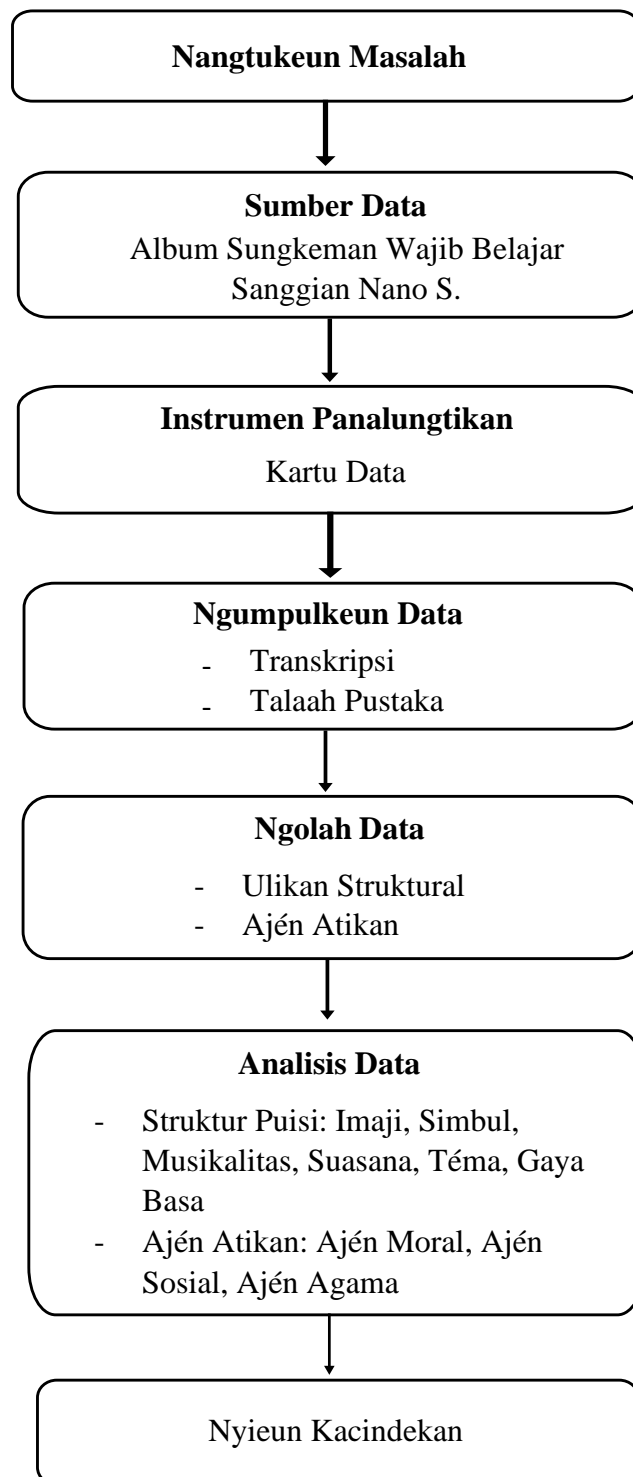 Nangtukeun Masalah
Sumber Data
Album Sungkeman Wajib Belajar
Sanggian Nano S.
Instrumen Panalungtikan
Kartu Data
Ngumpulkeun Data
- Transkripsi
- Talaah Pustaka
Ngolah Data
- Ulikan Struktural
- Ajén Atikan
Analisis Data
- Struktur Puisi: Imaji, Simbul,
Musikalitas, Suasana, Téma, Gaya
Basa
- Ajén Atikan: Ajén Moral, Ajén
Sosial, Ajén Agama
Nyieun Kacindekan